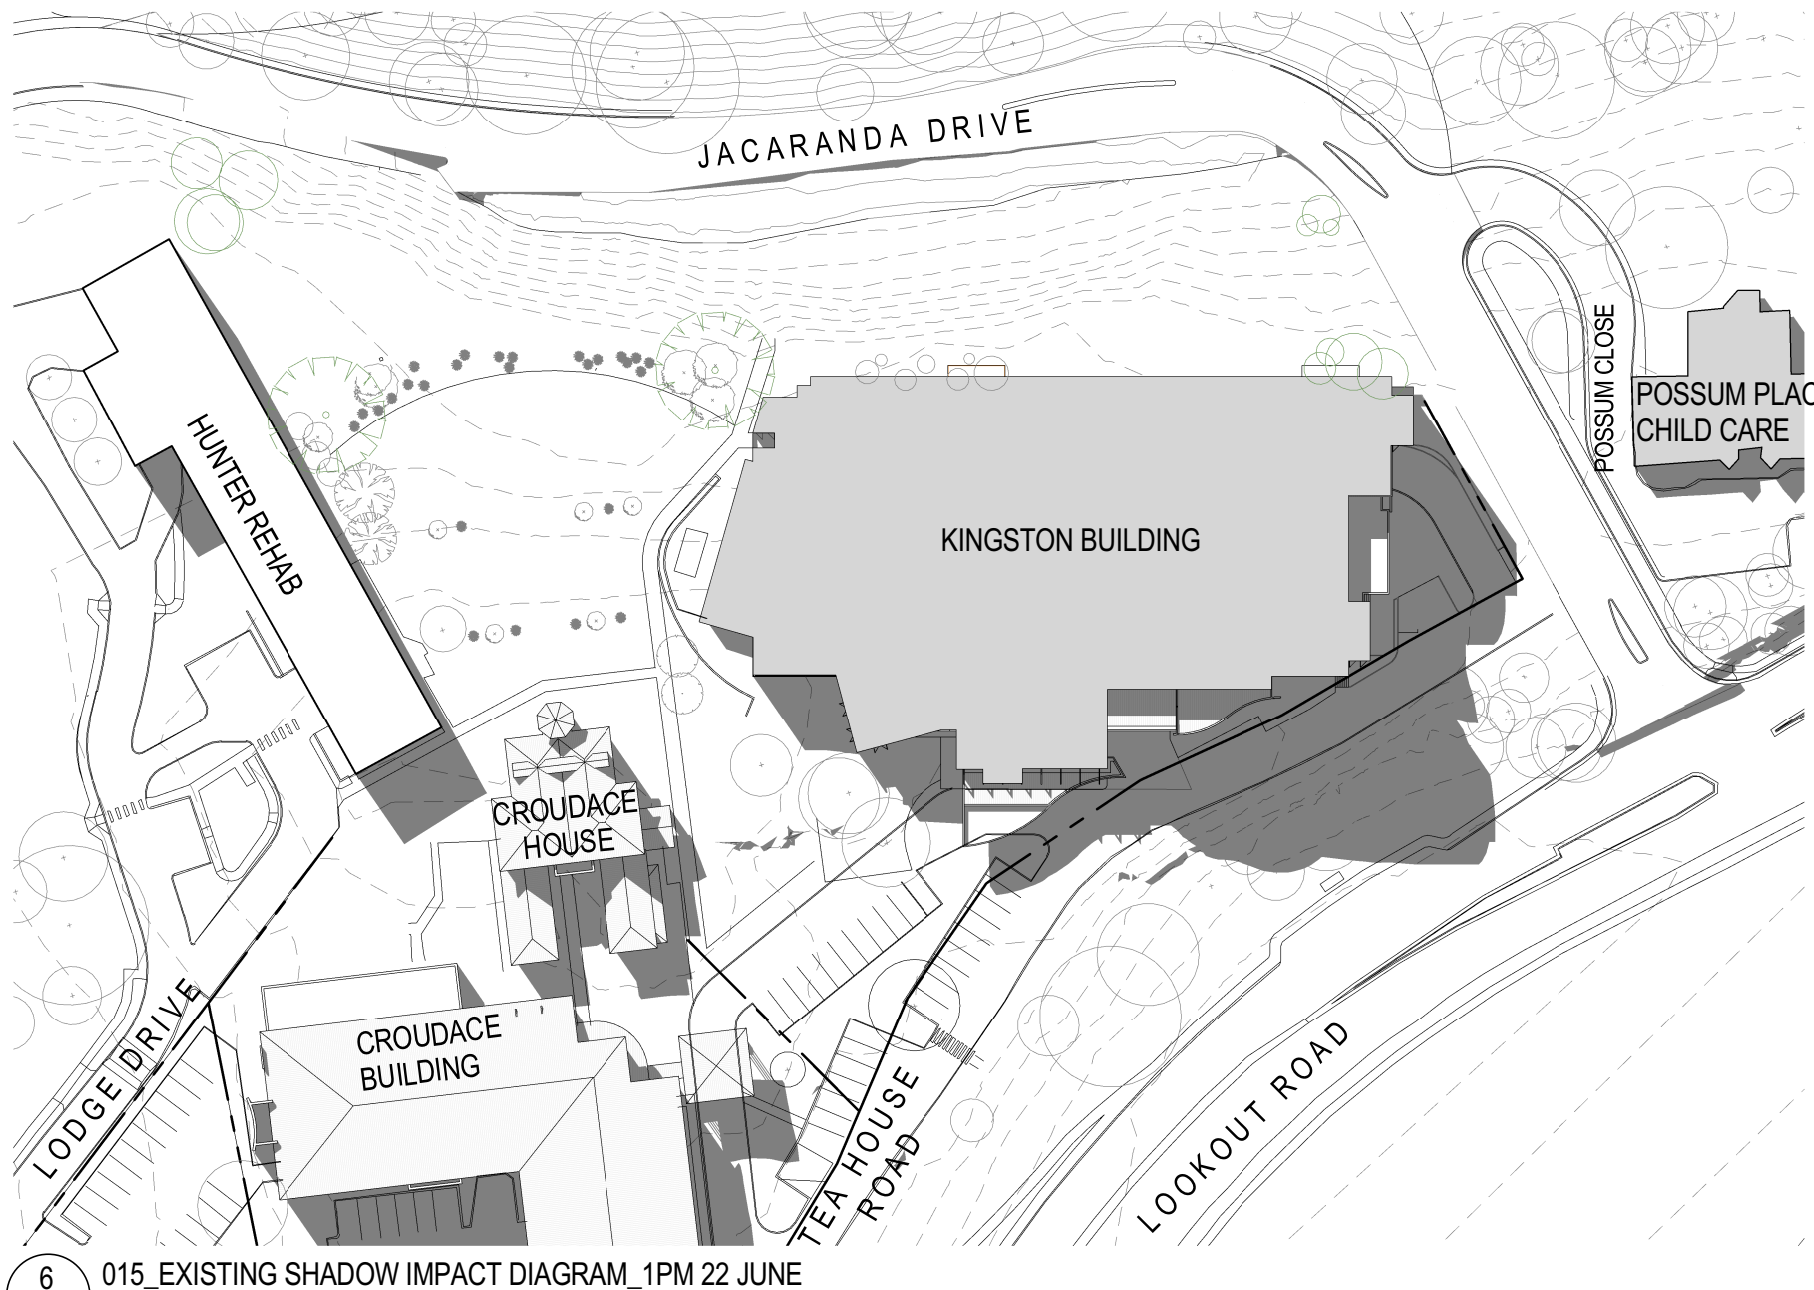 JACARANDA DRIVE
POSSUM CLOSE
POSSUM PLAC
CHILD CARE
HUNTER REHAB
KINGSTON BUILDING
CROUDACE
HOUSE
LODGE DRIVE
CROUDACE
BUILDING
TEA HOUSE
ROAD
LOOKOUT ROAD
6
015_EXISTING SHADOW IMPACT DIAGRAM_1PM 22 JUNE